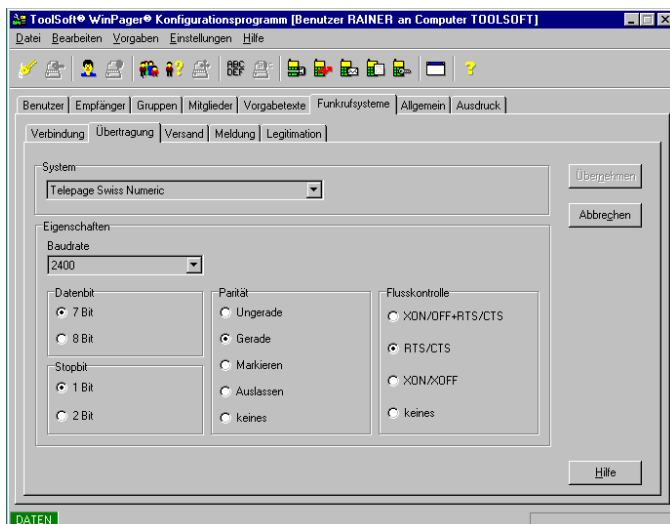 ToolSoft® WinPager® Konfigurationsprogramm [Benutzer RAINER an Computer TOOLSOFT]
Datei Bearbeiten Vorgaben Einstellungen Hilfe
ABC
DEF
Benutzer Empfänger Gruppen Mitglieder Vorgabetexte Funkrufsysteme Allgemein Ausdruck
Verbindung Übertragung Versand Meldung Legitimation
System
Telepage Swiss Numeric
Übernehmen
Abbrechen
Eigenschaften
Baudrate
2400
Datenbit
7 Bit
8 Bit
Stopbit
1 Bit
2 Bit
Parität
Ungerade
Gerade
Markieren
Auslassen
keines
Flusskontrolle
XON/OFF+RTS/CTS
RTS/CTS
XON/XOFF
keines
Hilfe
DATEN